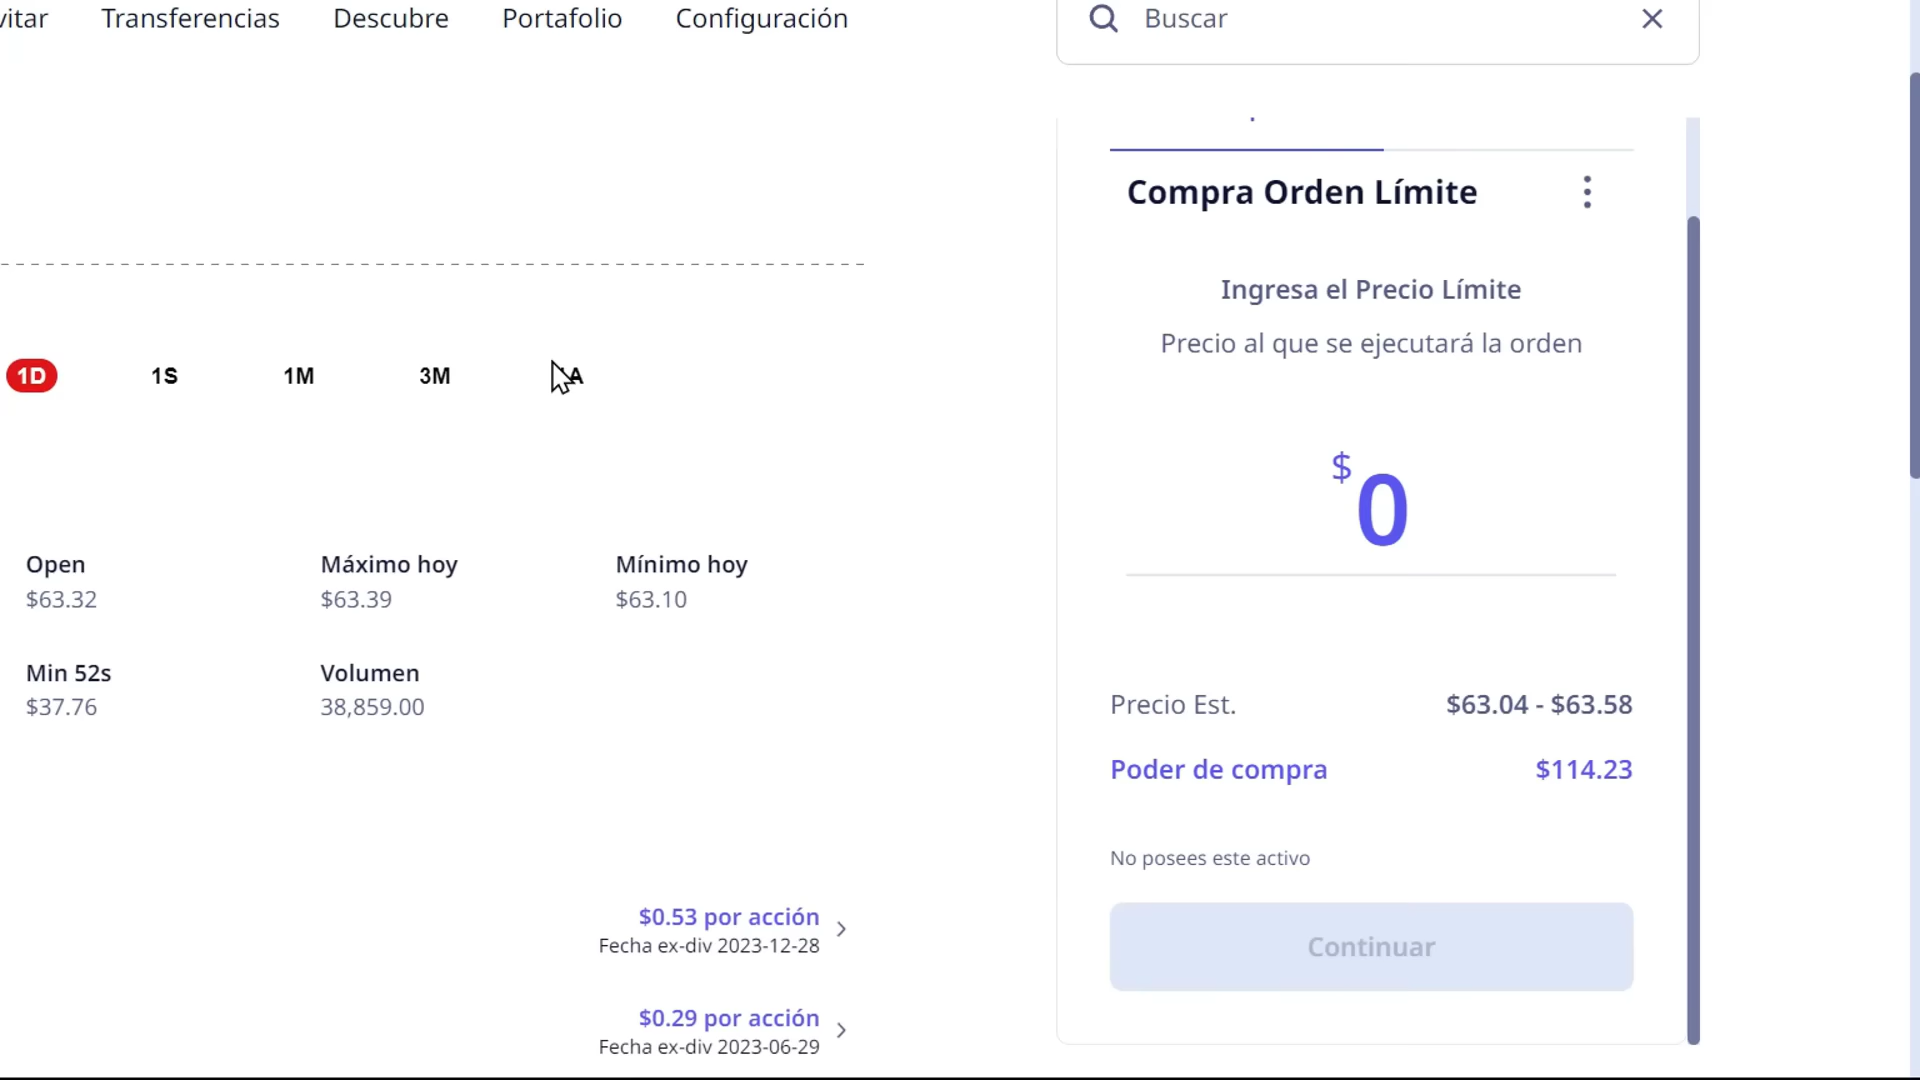 vitar Transferencias Descubre Portafolio Configuración
Buscar
Compra Orden Límite
Ingresa el Precio Límite
Precio al que se ejecutará la orden
1D 1S 1M 3M A
$0
Open Máximo hoy Mínimo hoy
$63.32 $63.39 $63.10
Min 52s Volumen
$37.76 38,859.00
Precio Est. $63.04 - $63.58
Poder de compra $114.23
No posees este activo
Continuar
$0.53 por acción
Fecha ex-div 2023-12-28
$0.29 por acción
Fecha ex-div 2023-06-29